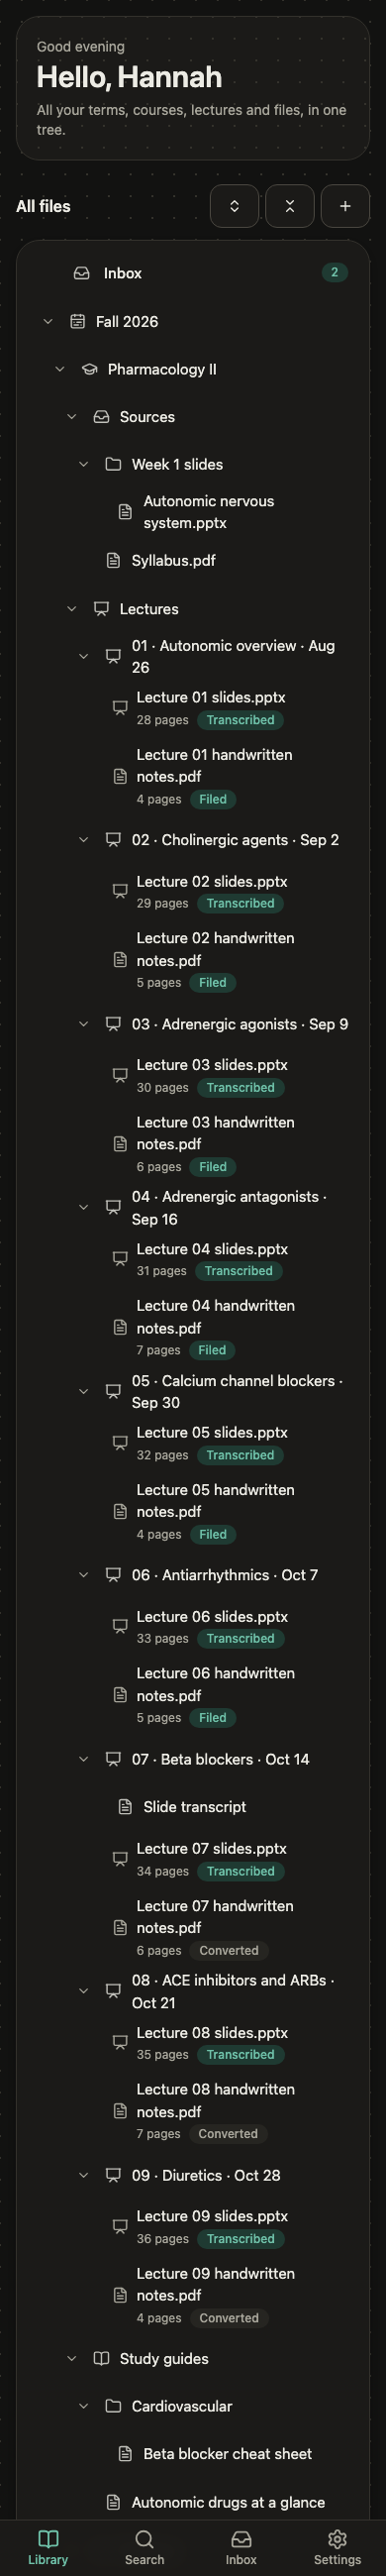 Good evening
Hello, Hannah
All your terms, courses, lectures and files, in one
tree.
All files
Inbox 2
Fall 2026
Pharmacology II
Sources
Week 1 slides
Autonomic nervous
system.pptx
Syllabus.pdf
Lectures
01 · Autonomic overview · Aug
26
Lecture 01 slides.pptx
28 pages Transcribed
Lecture 01 handwritten
notes.pdf
4 pages Filed
02 · Cholinergic agents · Sep 2
Lecture 02 slides.pptx
29 pages Transcribed
Lecture 02 handwritten
notes.pdf
5 pages Filed
03 · Adrenergic agonists · Sep 9
Lecture 03 slides.pptx
30 pages Transcribed
Lecture 03 handwritten
notes.pdf
6 pages Filed
04 · Adrenergic antagonists ·
Sep 16
Lecture 04 slides.pptx
31 pages Transcribed
Lecture 04 handwritten
notes.pdf
7 pages Filed
05 · Calcium channel blockers ·
Sep 30
Lecture 05 slides.pptx
32 pages Transcribed
Lecture 05 handwritten
notes.pdf
4 pages Filed
06 · Antiarrhythmics · Oct 7
Lecture 06 slides.pptx
33 pages Transcribed
Lecture 06 handwritten
notes.pdf
5 pages Filed
07 · Beta blockers · Oct 14
Slide transcript
Lecture 07 slides.pptx
34 pages Transcribed
Lecture 07 handwritten
notes.pdf
6 pages Converted
08 · ACE inhibitors and ARBs ·
Oct 21
Lecture 08 slides.pptx
35 pages Transcribed
Lecture 08 handwritten
notes.pdf
7 pages Converted
09 · Diuretics · Oct 28
Lecture 09 slides.pptx
36 pages Transcribed
Lecture 09 handwritten
notes.pdf
4 pages Converted
Study guides
Cardiovascular
Beta blocker cheat sheet
Autonomic drugs at a glance
Library Search Inbox Settings